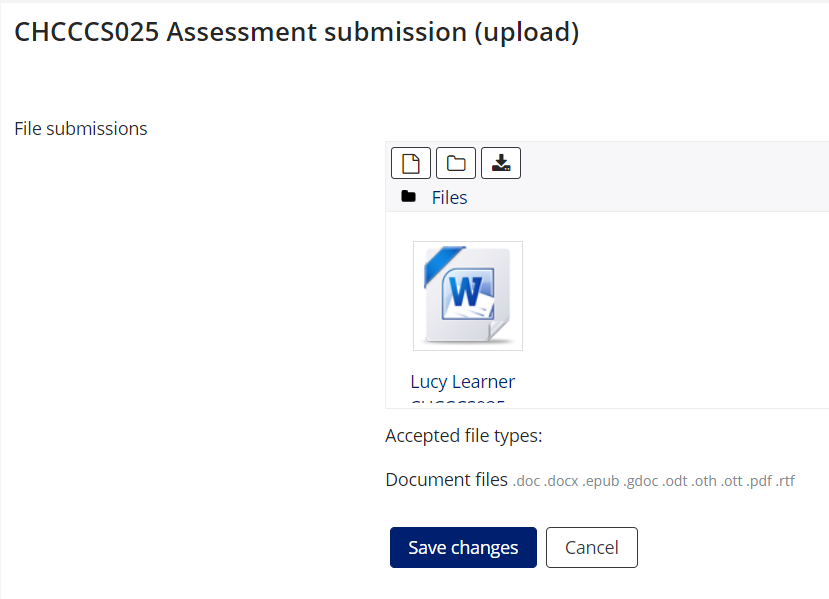 CHCCCS025 Assessment submission (upload)
File submissions
Files
W
Lucy Learner
CHCCCS025
Accepted file types:
Document files .doc .docx .epub .gdoc .odt .oth .ott .pdf .rtf
Save changes
Cancel